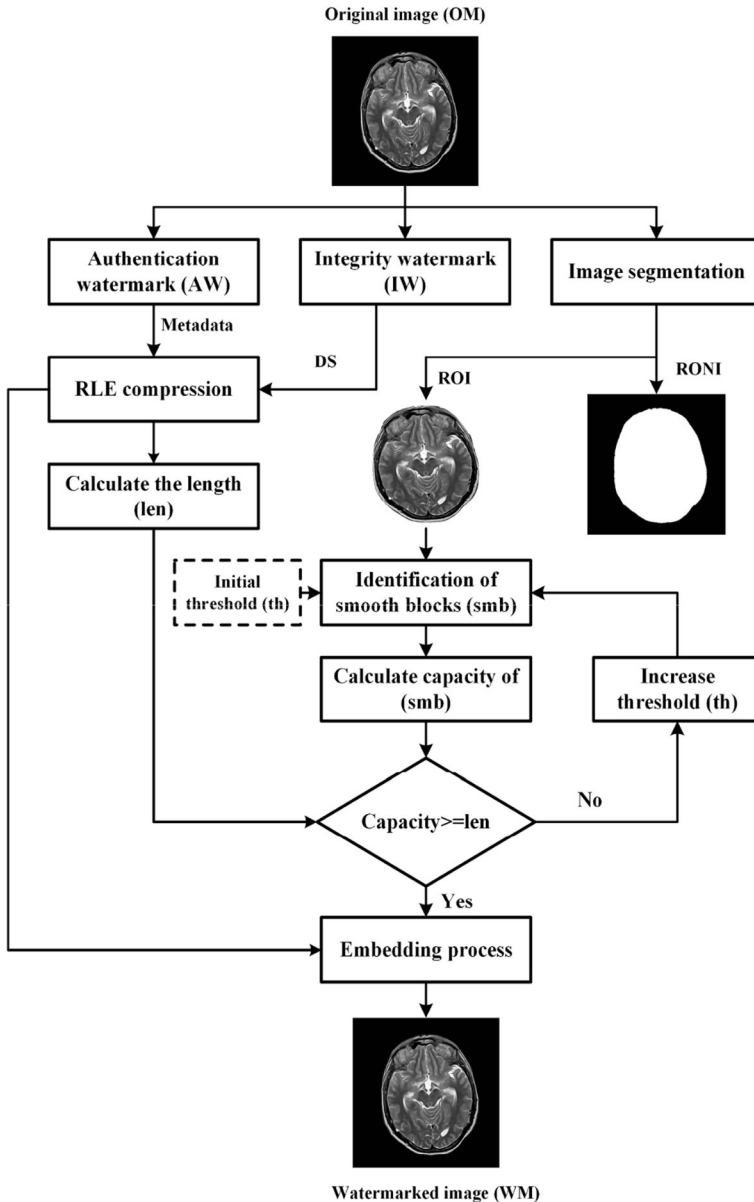 Original image (OM)
Authentication
watermark (AW)
Integrity watermark
(IW)
Image segmentation
Metadata
DS
ROI
RONI
RLE compression
Calculate the length
(len)
Initial
threshold (th)
Identification of
smooth blocks (smb)
Calculate capacity of
(smb)
Increase
threshold (th)
Capacity>=len
No
Yes
Embedding process
Watermarked image (WM)